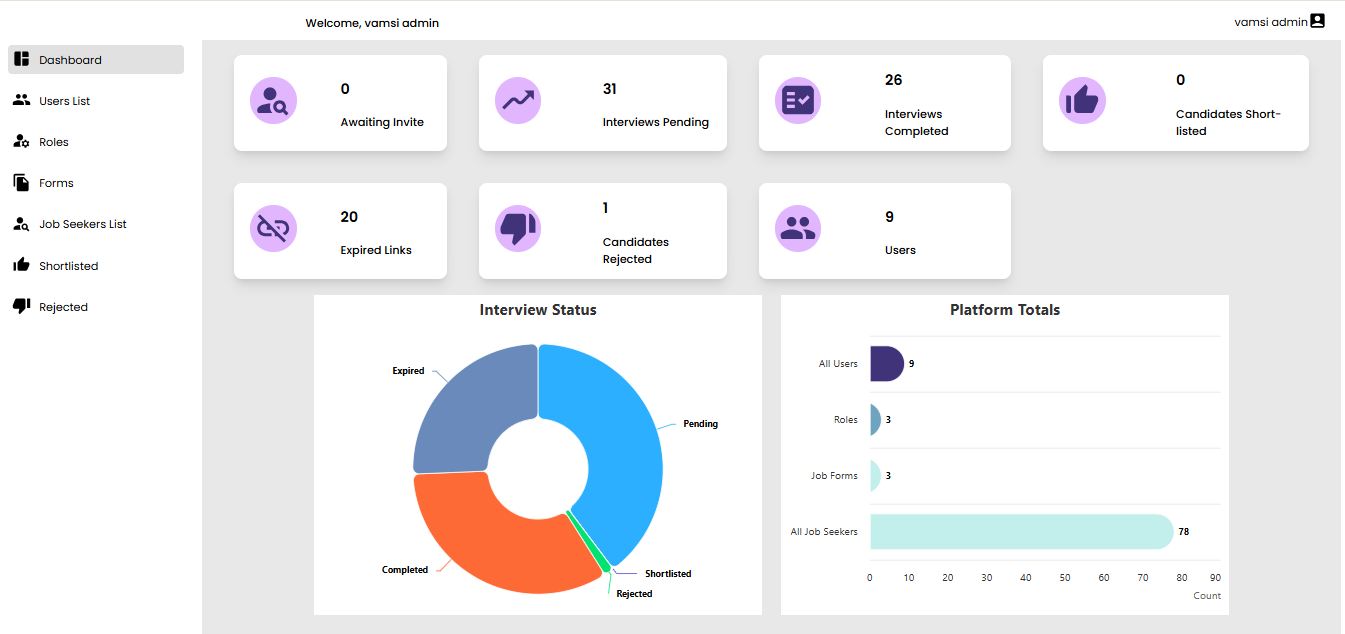 Welcome, vamsi admin
vamsi admin
Dashboard
Users List
Roles
Forms
Job Seekers List
Shortlisted
Rejected
0
Awaiting Invite
31
Interviews Pending
26
Interviews
Completed
0
Candidates Short-
listed
20
Expired Links
1
Candidates
Rejected
9
Users
Interview Status
Expired
Pending
Completed
Shortlisted
Rejected
Platform Totals
All Users
9
Roles
3
Job Forms
3
All Job Seekers
78
0 10 20 30 40 50 60 70 80 90
Count